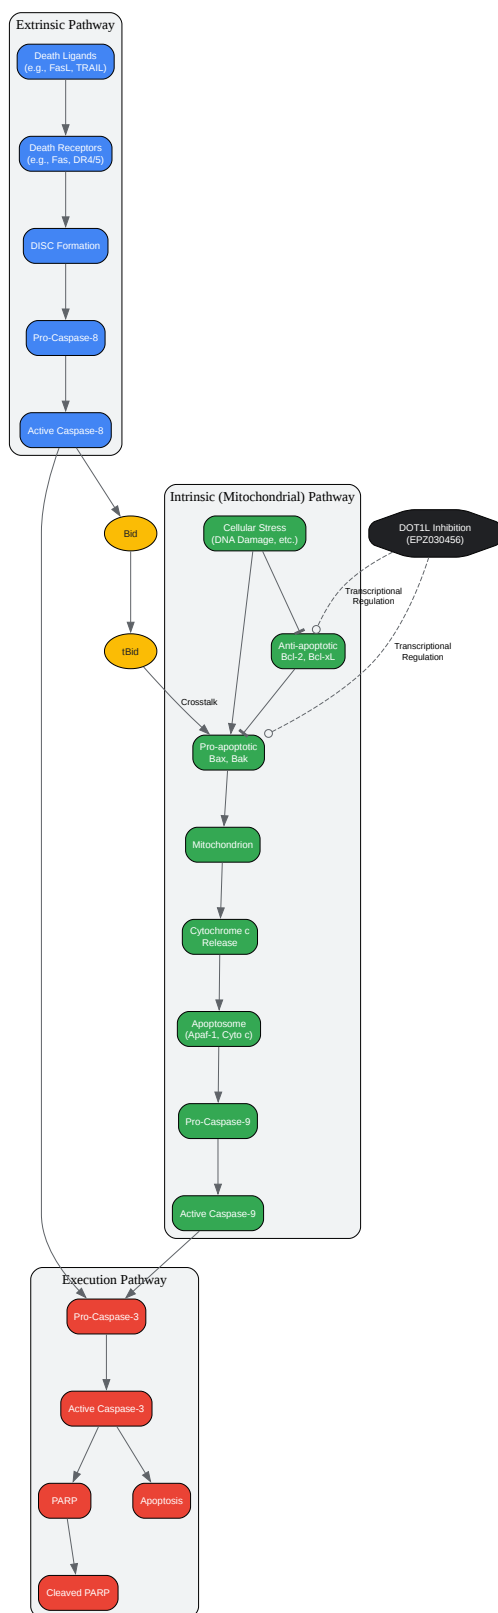 Extrinsic Pathway
Death Ligands
(e.g., FasL, TRAIL)
Death Receptors
(e.g., Fas, DR4/5)
DISC Formation
Pro-Caspase-8
Active Caspase-8
Intrinsic (Mitochondrial) Pathway
Bid
Cellular Stress
(DNA Damage, etc.)
DOT1L Inhibition
(EPZ030456)
Transcriptional
Regulation
tBid
Anti-apoptotic
Bcl-2, Bcl-xL
Transcriptional
Regulation
Crosstalk
Pro-apoptotic
Bax, Bak
Mitochondrion
Cytochrome c
Release
Apoptosome
(Apaf-1, Cyto c)
Pro-Caspase-9
Active Caspase-9
Execution Pathway
Pro-Caspase-3
Active Caspase-3
PARP
Apoptosis
Cleaved PARP